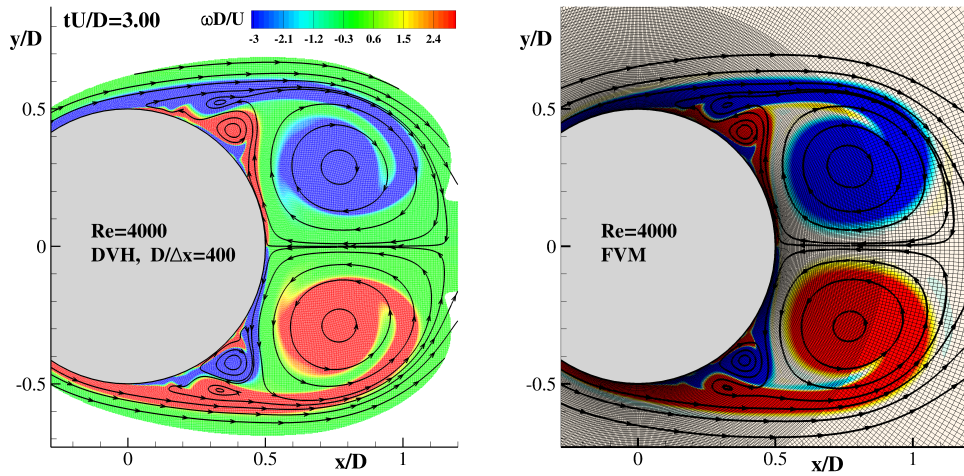 tU/D=3.00
ωD/U
-3 -2.1 -1.2 -0.3 0.6 1.5 2.4
y/D
0.5
0
-0.5
Re=4000
DVH, D/Δx=400
0 0.5 1
x/D
y/D
0.5
0
-0.5
Re=4000
FVM
0 0.5 1
x/D